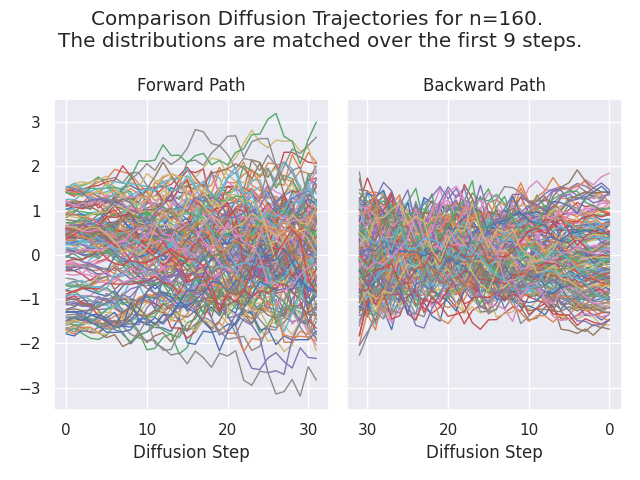 Comparison Diffusion Trajectories for n=160.
The distributions are matched over the first 9 steps.
Forward Path
Backward Path
3
2
1
0
−1
−2
−3
0 10 20 30
30 20 10 0
Diffusion Step
Diffusion Step